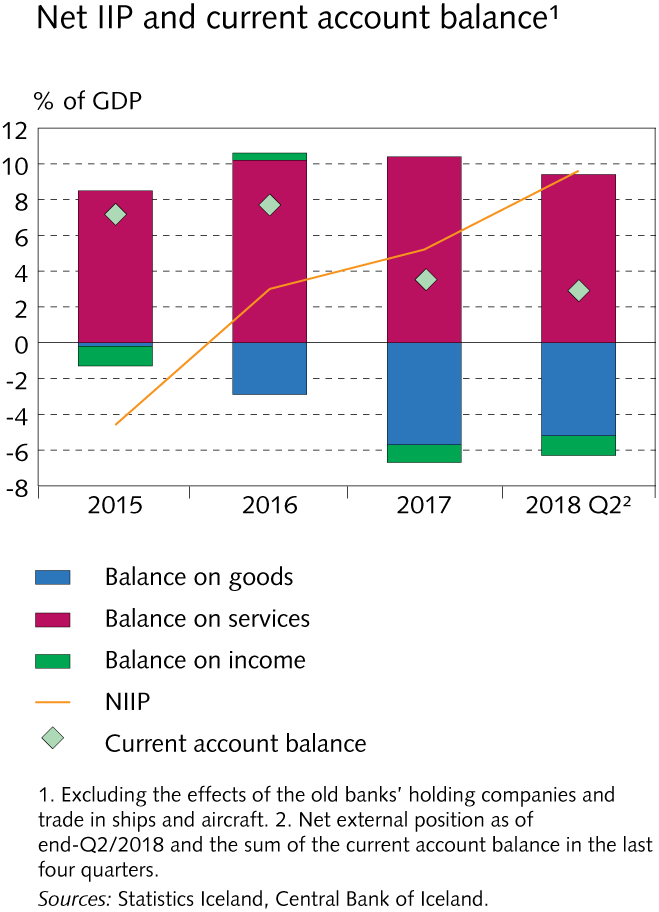 Net IIP and current account balance¹
% of GDP
12
10
8
6
4
2
0
-2
-4
-6
-8
2015 2016 2017 2018 Q2²
Balance on goods
Balance on services
Balance on income
NIIP
Current account balance
1. Excluding the effects of the old banks’ holding companies and
trade in ships and aircraft. 2. Net external position as of
end-Q2/2018 and the sum of the current account balance in the last
four quarters.
Sources: Statistics Iceland, Central Bank of Iceland.